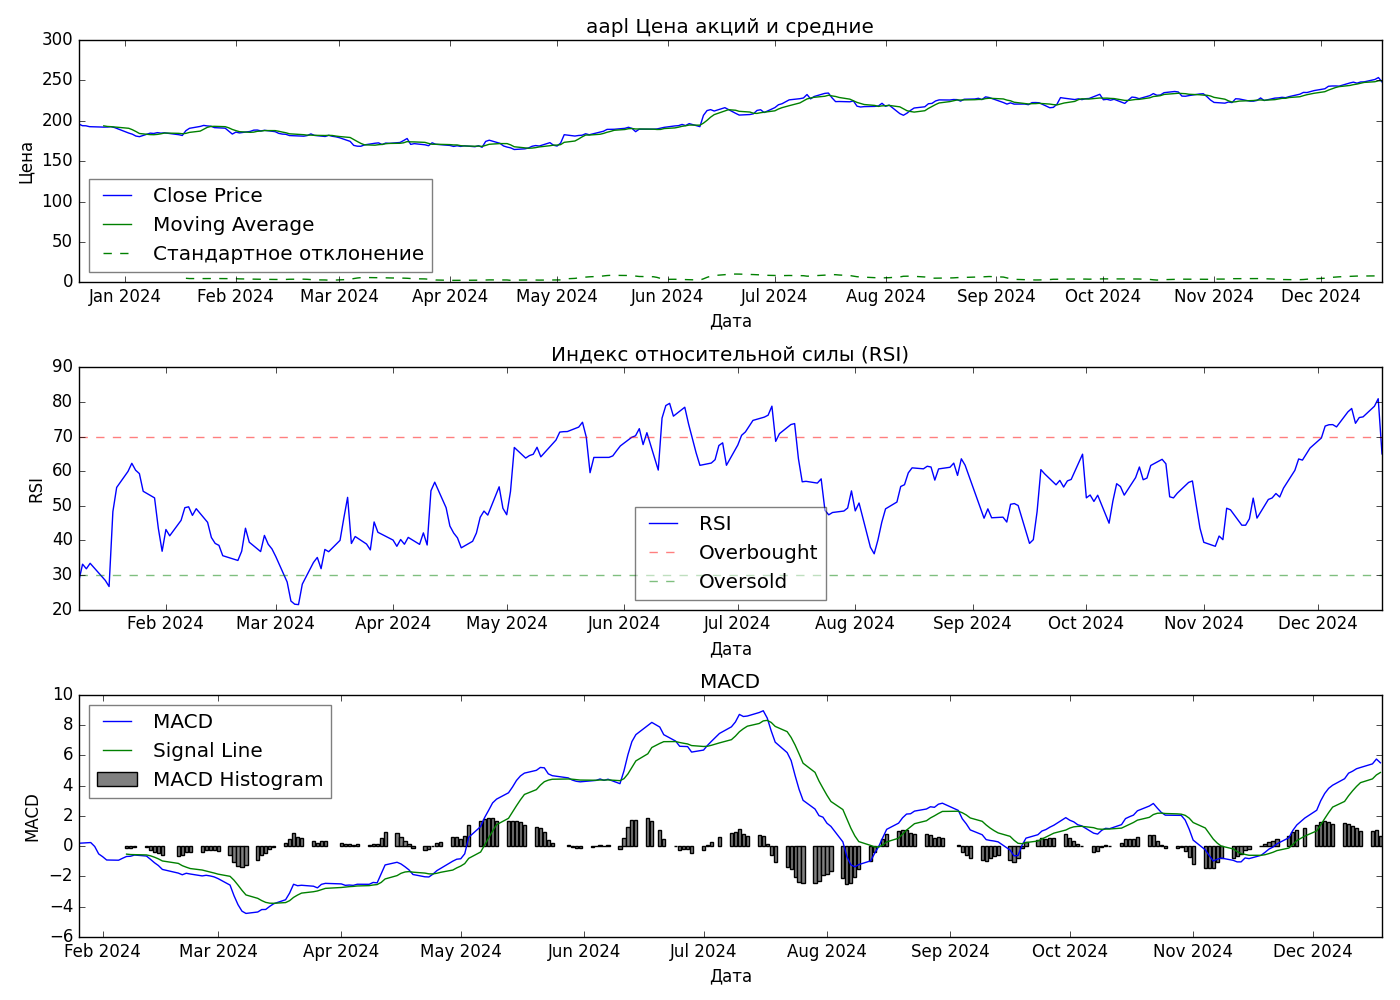 aapl Цена акций и средние
300
250
200
150
100
50
0
Цена
Close Price
Moving Average
Стандартное отклонение
Jan 2024 Feb 2024 Mar 2024 Apr 2024 May 2024 Jun 2024 Jul 2024 Aug 2024 Sep 2024 Oct 2024 Nov 2024 Dec 2024
Дата
Индекс относительной силы (RSI)
90
80
70
60
50
40
30
20
RSI
RSI
Overbought
Oversold
Feb 2024 Mar 2024 Apr 2024 May 2024 Jun 2024 Jul 2024 Aug 2024 Sep 2024 Oct 2024 Nov 2024 Dec 2024
Дата
MACD
10
8
6
4
2
0
−2
−4
−6
MACD
MACD
Signal Line
MACD Histogram
Feb 2024 Mar 2024 Apr 2024 May 2024 Jun 2024 Jul 2024 Aug 2024 Sep 2024 Oct 2024 Nov 2024 Dec 2024
Дата